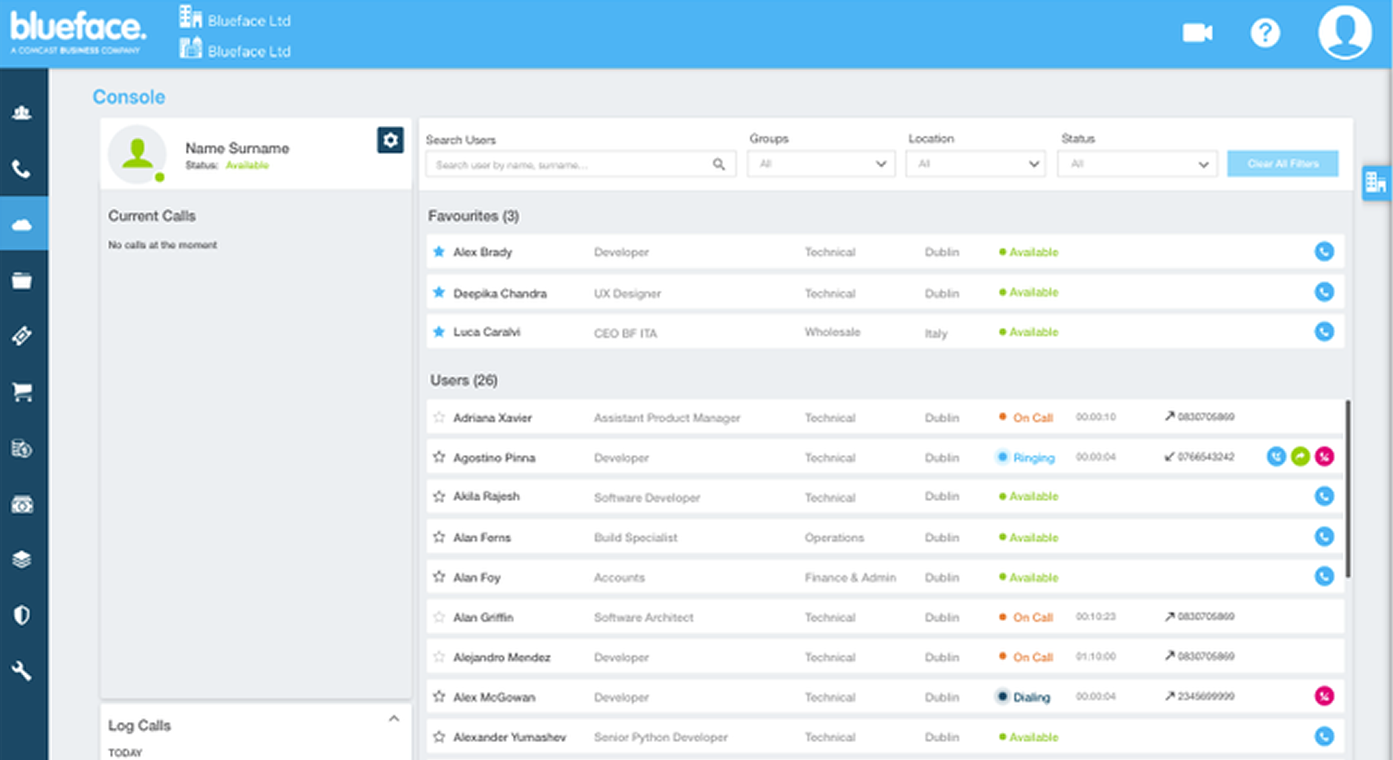 blueface.
A COMCAST BUSINESS COMPANY
Blueface Ltd
Blueface Ltd
Console
Name Surname
Status: Available
Current Calls
No calls at the moment
Log Calls
TODAY
Search Users Groups Location Status
Search user by name, surname... All All All Clear All Filters
Favourites (3)
Alex Brady Developer Technical Dublin Available
Deepika Chandra UX Designer Technical Dublin Available
Luca Caralvi CEO BF ITA Wholesale Italy Available
Users (26)
Adriana Xavier Assistant Product Manager Technical Dublin On Call 00:00:10 0830705869
Agostino Pinna Developer Technical Dublin Ringing 00:00:04 0766543242
Akila Rajesh Software Developer Technical Dublin Available
Alan Ferns Build Specialist Operations Dublin Available
Alan Foy Accounts Finance & Admin Dublin Available
Alan Griffin Software Architect Technical Dublin On Call 00:10:23 0830705869
Alejandro Mendez Developer Technical Dublin On Call 01:10:00 0830705869
Alex McGowan Developer Technical Dublin Dialing 00:00:04 2345699999
Alexander Yumashev Senior Python Developer Technical Dublin Available